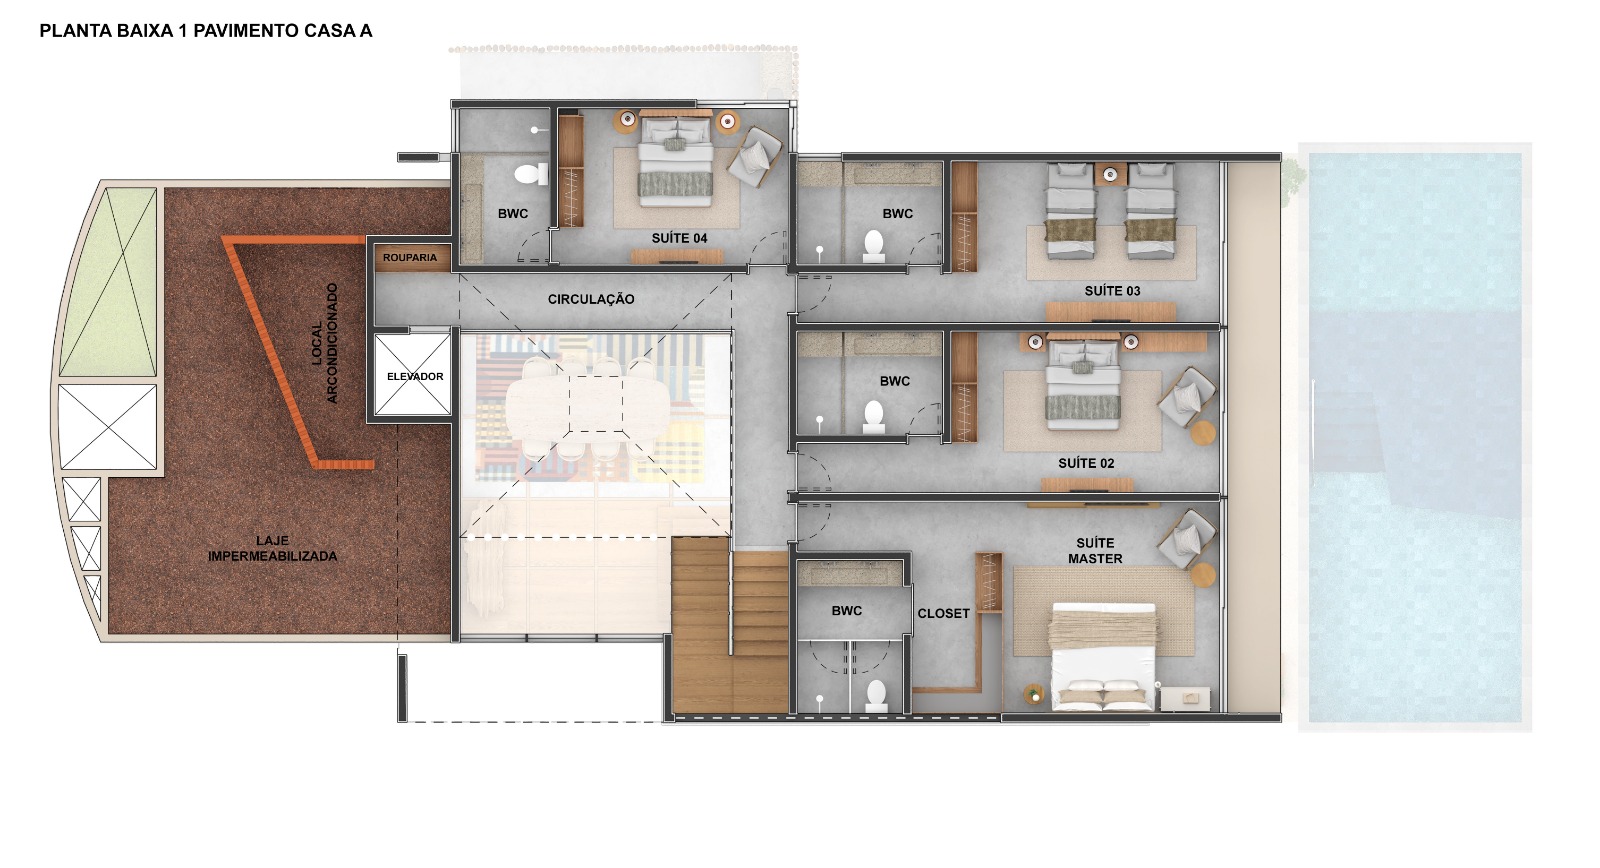 PLANTA BAIXA 1 PAVIMENTO CASA A
BWC
SUÍTE 04
BWC
ROUPARIA
CIRCULAÇÃO
SUÍTE 03
LOCAL
ARCONDICIONADO
ELEVADOR
BWC
SUÍTE 02
LAJE
IMPERMEABILIZADA
SUÍTE
MASTER
BWC
CLOSET